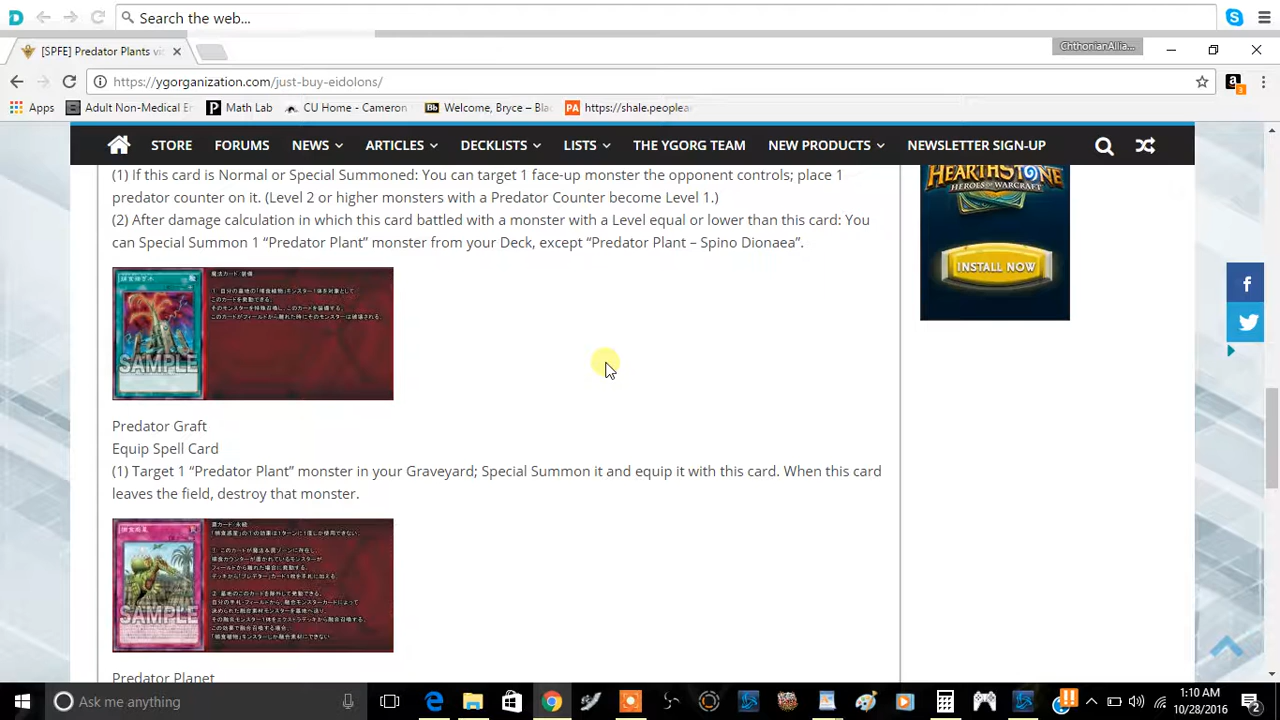 Search the web...
[SPFE] Predator Plants vi
ChthonianAllia...
https://ygorganization.com/just-buy-eidolons/
Apps
Adult Non-Medical E
Math Lab
CU Home - Cameron
Welcome, Bryce – Bla
https://shale.peoplea
STORE
FORUMS
NEWS
ARTICLES
DECKLISTS
LISTS
THE YGORG TEAM
NEW PRODUCTS
NEWSLETTER SIGN-UP
(1) If this card is Normal or Special Summoned: You can target 1 face-up monster the opponent controls; place 1
predator counter on it. (Level 2 or higher monsters with a Predator Counter become Level 1.)
(2) After damage calculation in which this card battled with a monster with a Level equal or lower than this card: You
can Special Summon 1 “Predator Plant” monster from your Deck, except “Predator Plant – Spino Dionaea”.
HEARTHSTONE
HEROES OF WARCRAFT
INSTALL NOW
SAMPLE
Predator Graft
Equip Spell Card
(1) Target 1 “Predator Plant” monster in your Graveyard; Special Summon it and equip it with this card. When this card
leaves the field, destroy that monster.
SAMPLE
Predator Planet
Ask me anything
1:10 AM
10/28/2016